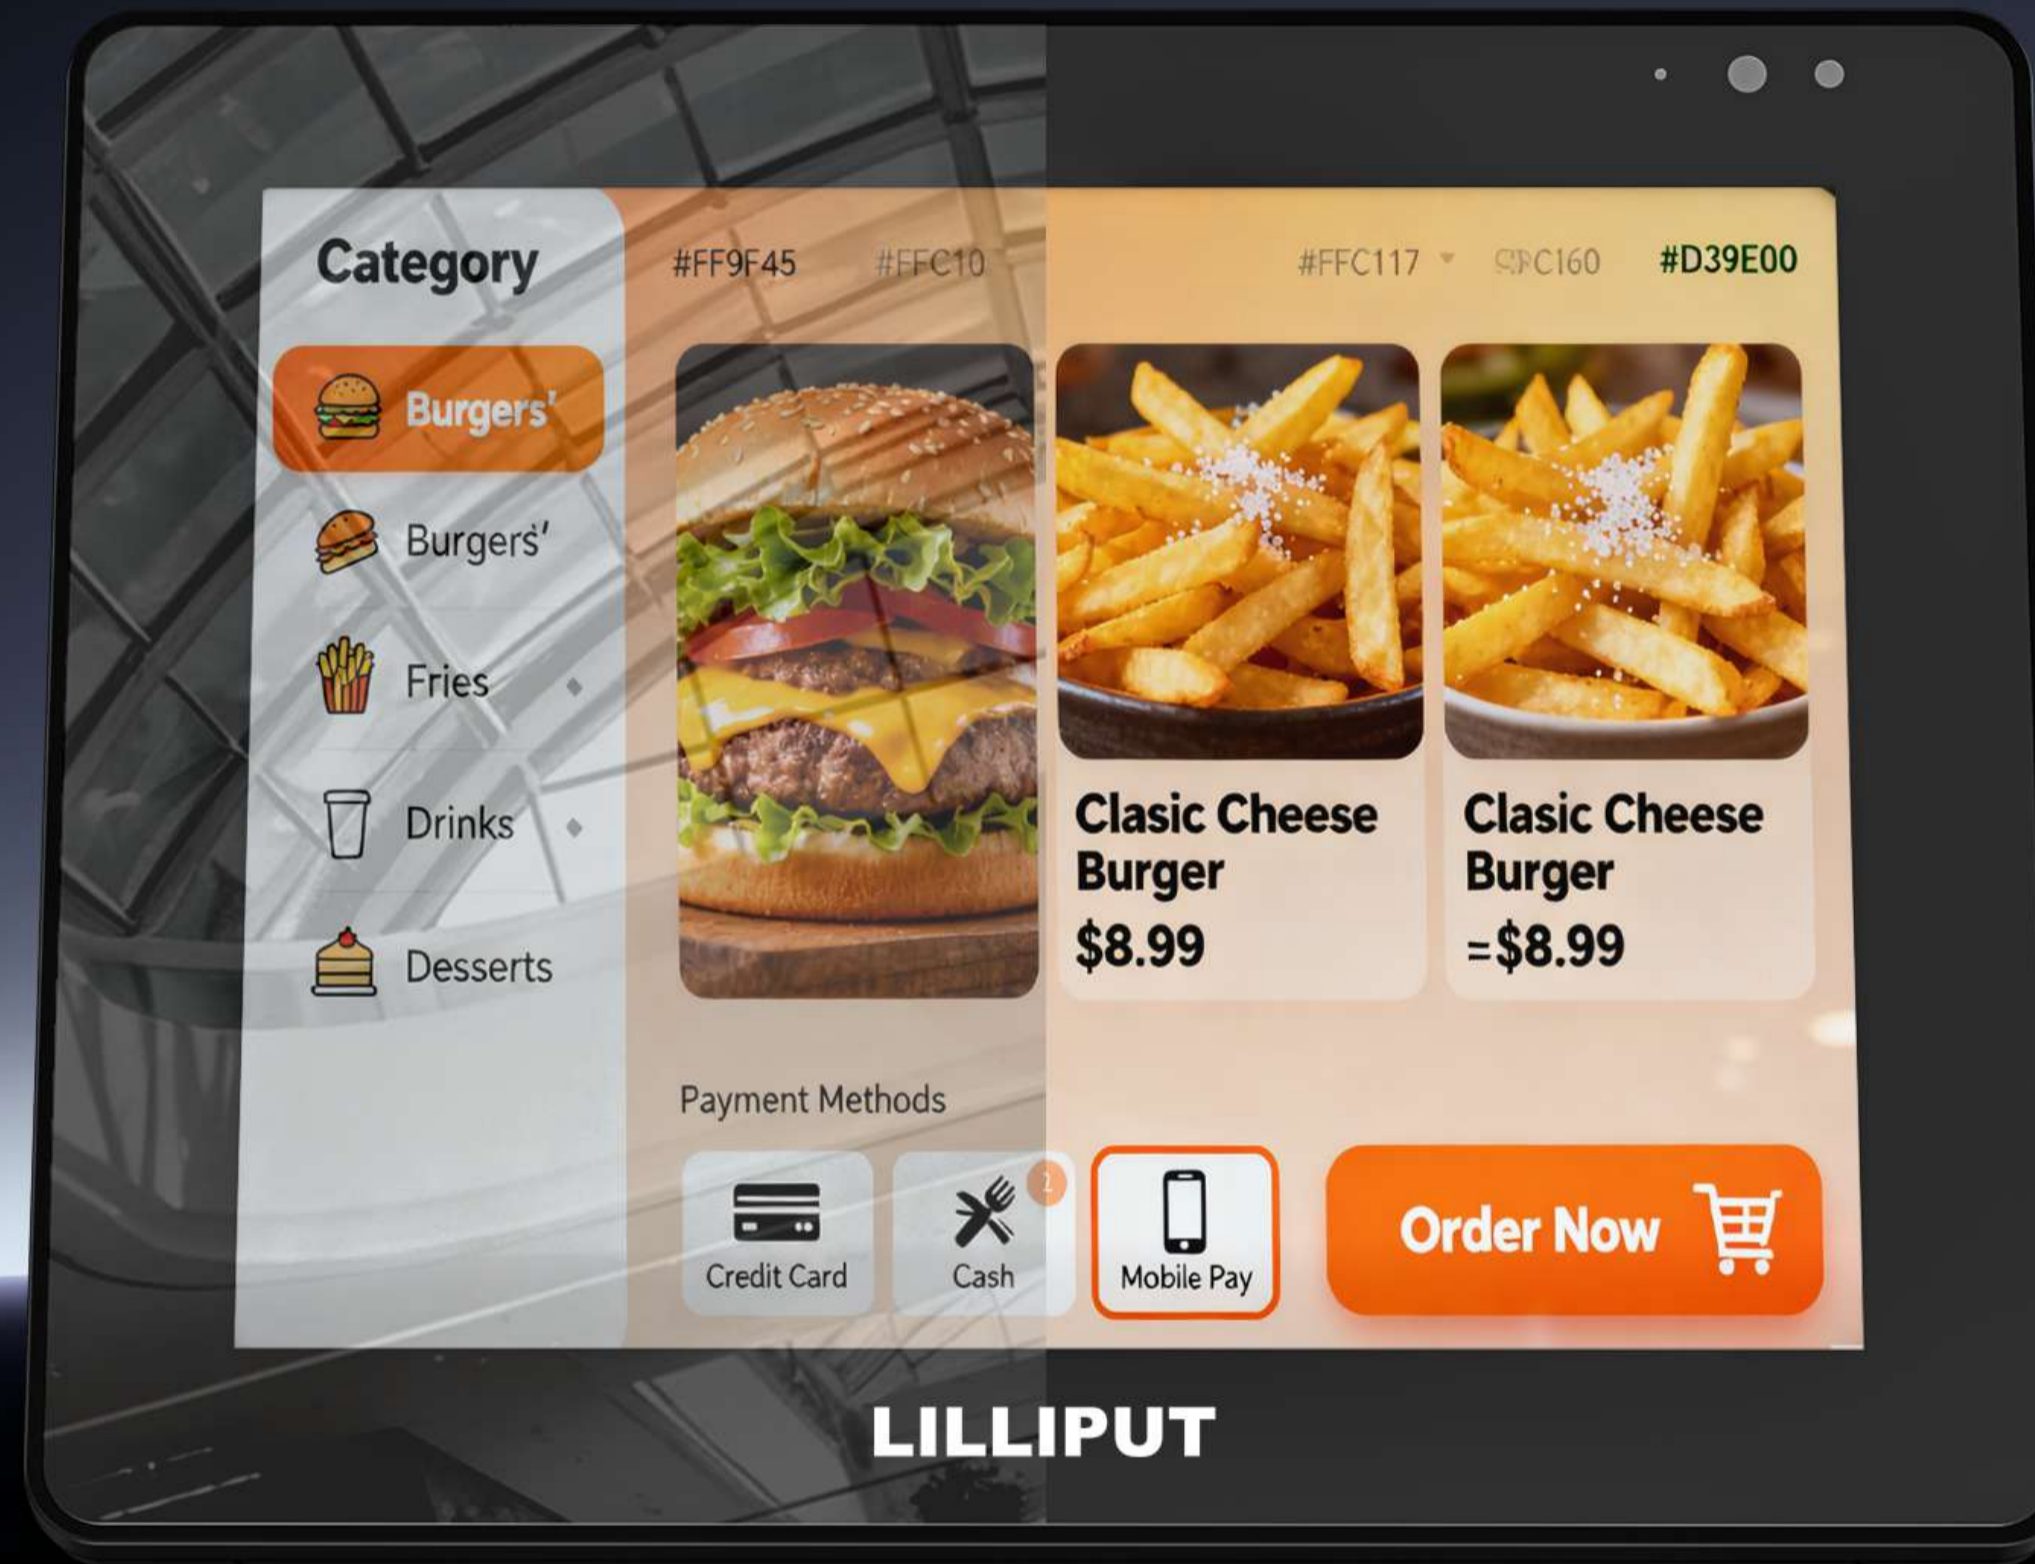 Category
#FF9F45 #FFC10 #FFC117 #D39E00
Burgers'
Burgers'
Fries
Drinks
Desserts
Clasic Cheese
Burger
$8.99
Clasic Cheese
Burger
=$8.99
Payment Methods
Credit Card
Cash
2
Mobile Pay
Order Now
LILLIPUT